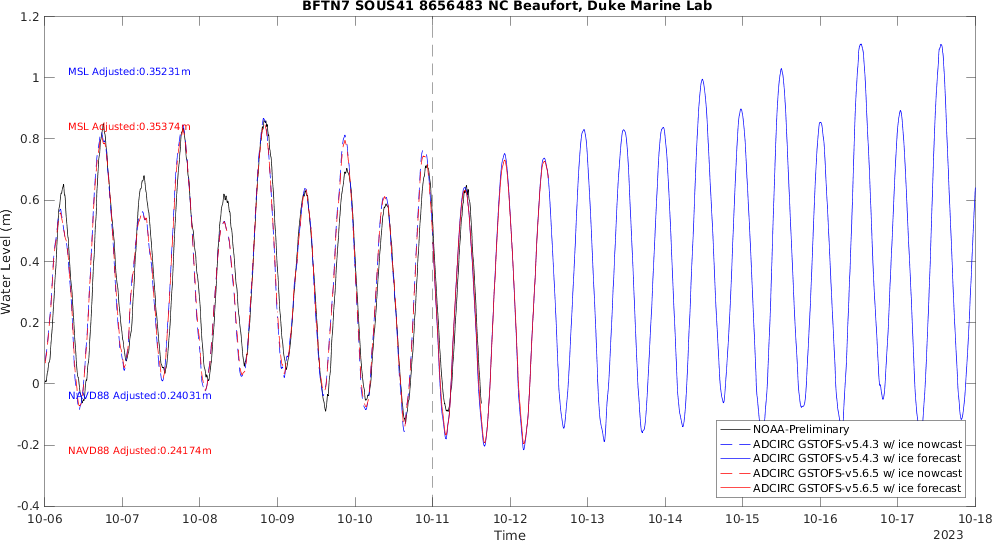 BFTN7 SOUS41 8656483 NC Beaufort, Duke Marine Lab
1.2
1
0.8
0.6
0.4
0.2
0
-0.2
-0.4
Water Level (m)
MSL Adjusted:0.35231m
MSL Adjusted:0.35374m
NAVD88 Adjusted:0.24031m
NAVD88 Adjusted:0.24174m
NOAA-Preliminary
ADCIRC GSTOFS-v5.4.3 w/ ice nowcast
ADCIRC GSTOFS-v5.4.3 w/ ice forecast
ADCIRC GSTOFS-v5.6.5 w/ ice nowcast
ADCIRC GSTOFS-v5.6.5 w/ ice forecast
10-06 10-07 10-08 10-09 10-10 10-11 10-12 10-13 10-14 10-15 10-16 10-17 10-18
Time
2023